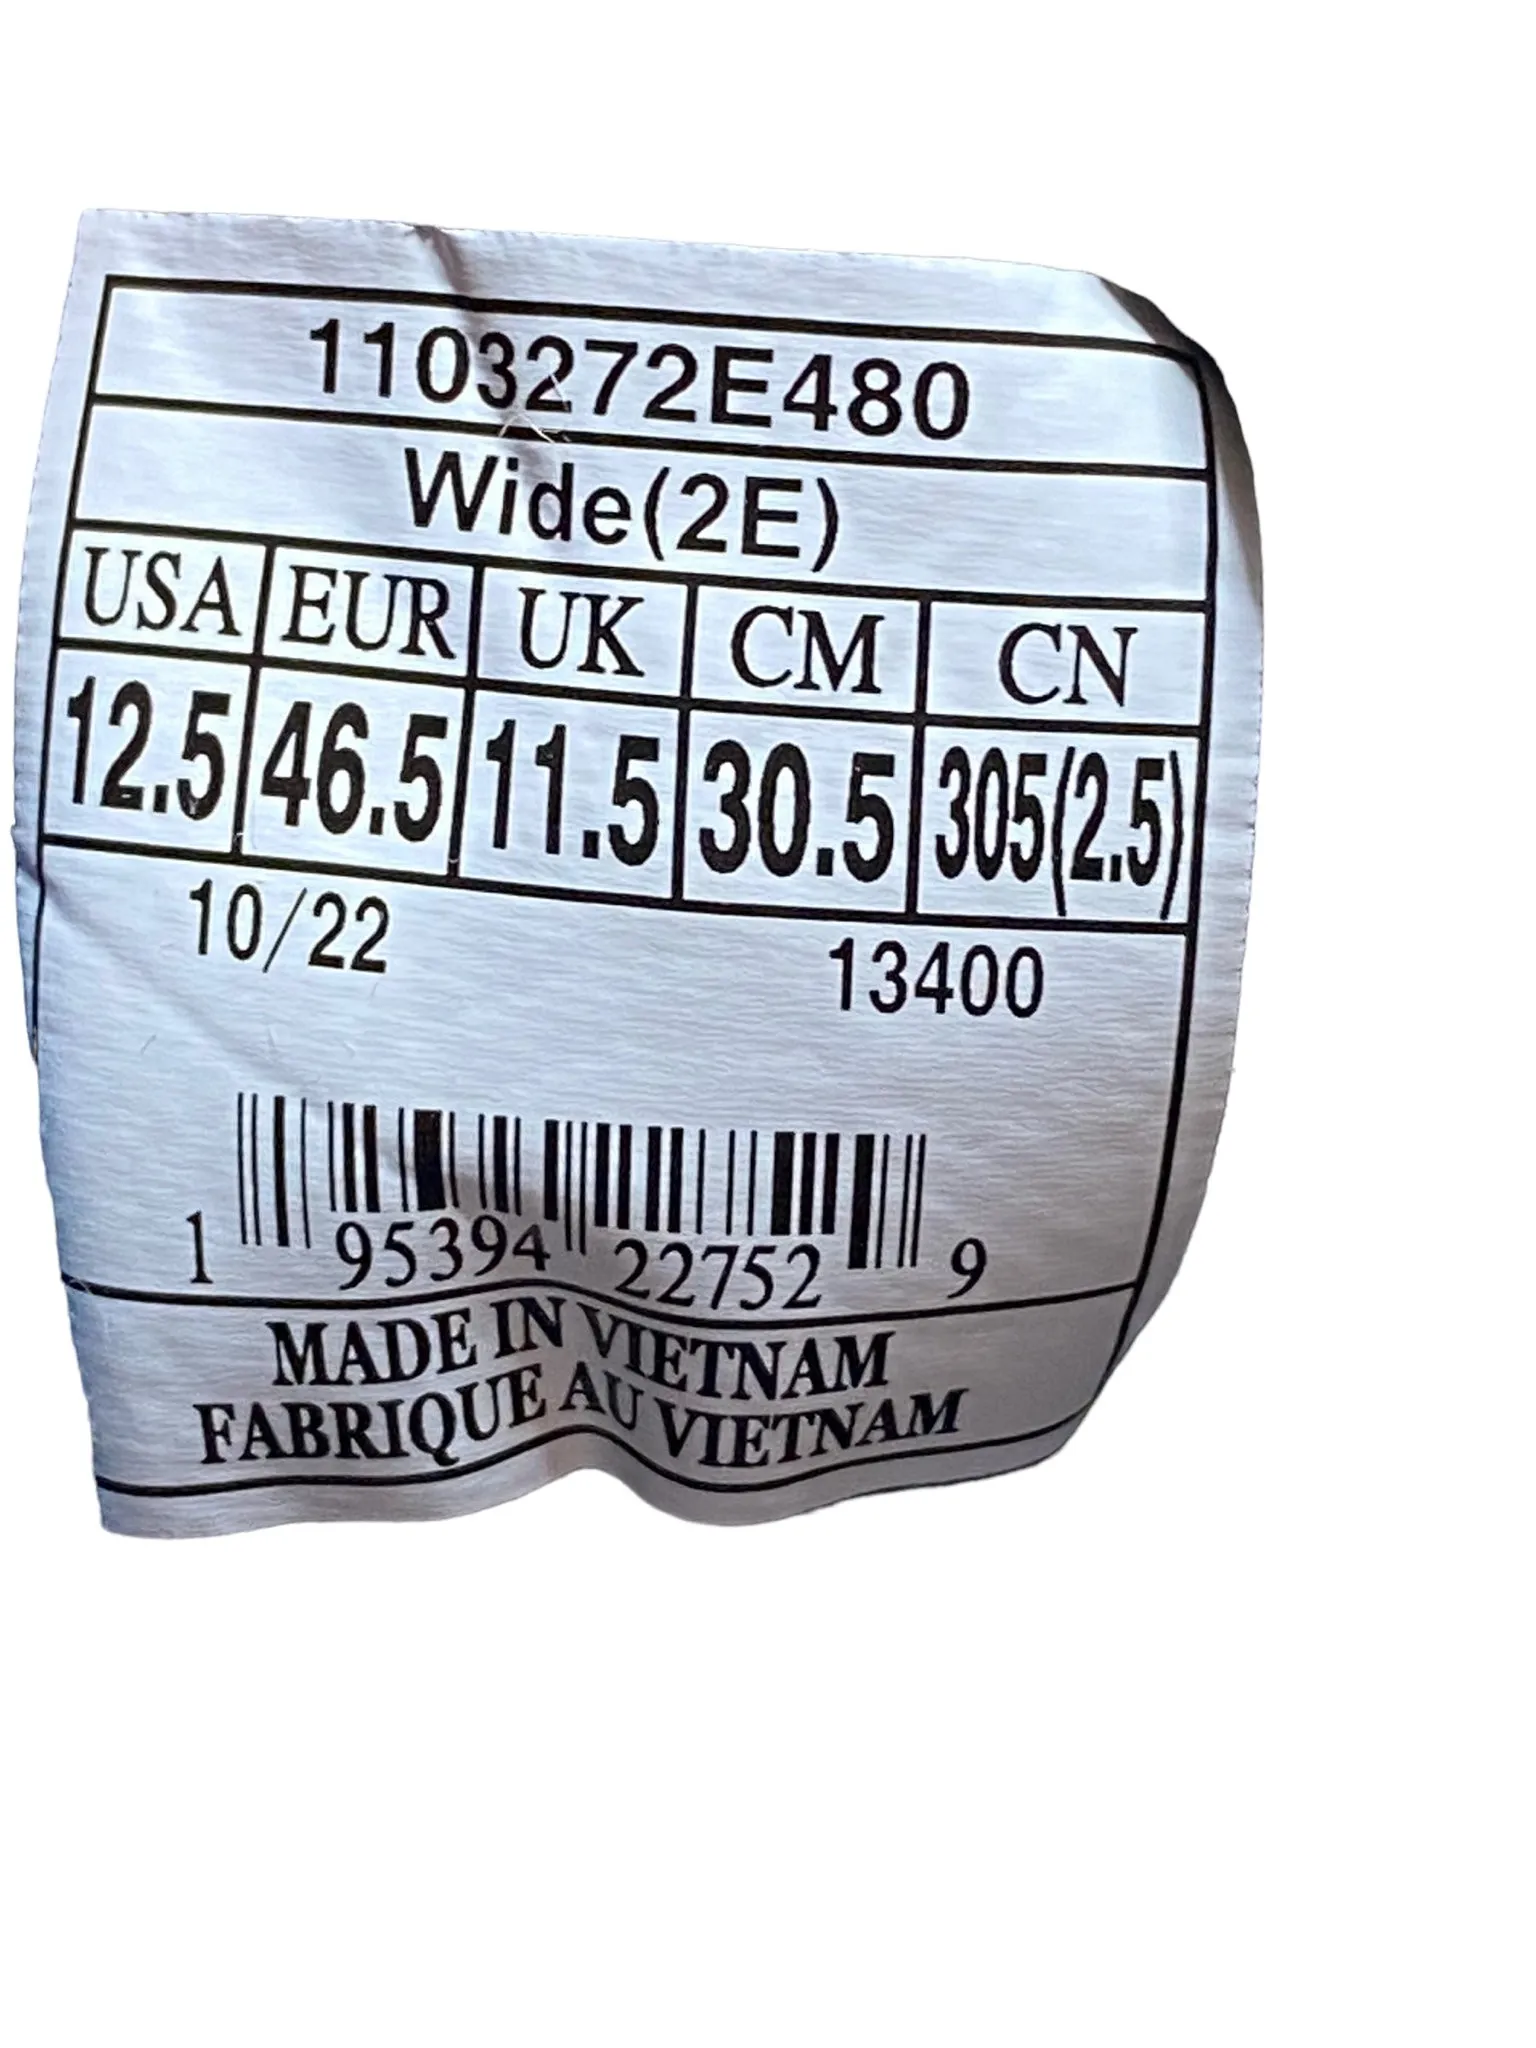 1103272E480
Wide(2E)
USA EUR UK CM CN
12.5 46.5 11.5 30.5 305(2.5)
10/22 13400
1 95394 22752 9
MADE IN VIETNAM
FABRIQUE AU VIETNAM